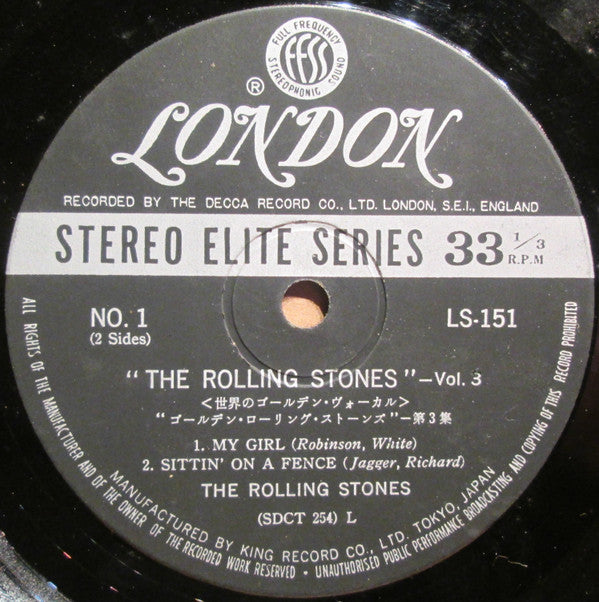 FULL FREQUENCY
FFSS
STEREOPHONIC SOUND
® LONDON
RECORDED BY THE DECCA RECORD CO., LTD. LONDON, S.E.I., ENGLAND
STEREO ELITE SERIES 33 1/3 R.P.M
NO. 1
(2 Sides)
LS-151
"THE ROLLING STONES"－Vol. 3
＜世界のゴールデン・ヴォーカル＞
"ゴールデン・ローリング・ストーンズ"－第3集
1. MY GIRL (Robinson, White)
2. SITTIN' ON A FENCE (Jagger, Richard)
THE ROLLING STONES
(SDCT 254) L
MANUFACTURED BY KING RECORD CO., LTD. TOKYO, JAPAN
ALL RIGHTS OF THE MANUFACTURER AND OF THE OWNER OF THE RECORDED WORK RESERVED · UNAUTHORISED PUBLIC PERFORMANCE BROADCASTING AND COPYING OF THIS RECORD PROHIBITED